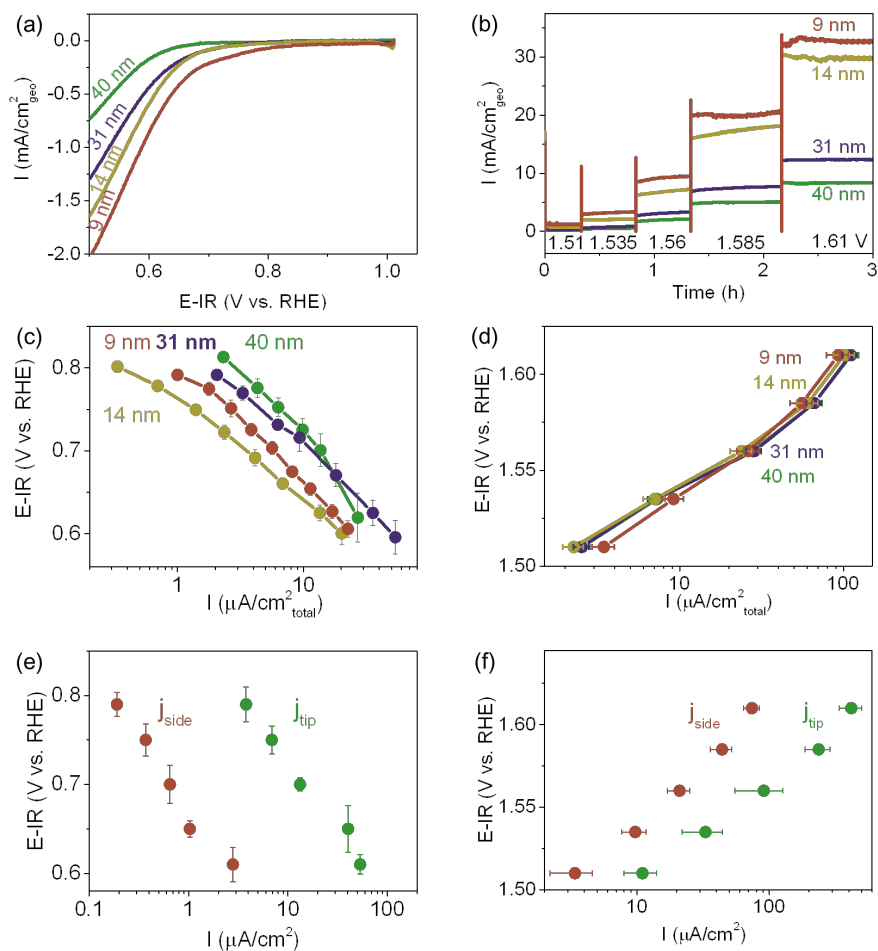 (a)
0.0
-0.5
-1.0
-1.5
-2.0
I (mA/cm²geo)
40 nm
31 nm
14 nm
9 nm
0.6 0.8 1.0
E-IR (V vs. RHE)
(b)
30
20
10
0
I (mA/cm²geo)
9 nm
14 nm
31 nm
40 nm
1.51 1.535 1.56 1.585 1.61 V
0 1 2 3
Time (h)
(c)
9 nm 31 nm 40 nm
14 nm
0.8
0.7
0.6
E-IR (V vs. RHE)
1 10
I (μA/cm²total)
(d)
9 nm
14 nm
31 nm
40 nm
1.60
1.55
1.50
E-IR (V vs. RHE)
10 100
I (μA/cm²total)
(e)
jside
jtip
0.8
0.7
0.6
E-IR (V vs. RHE)
0.1 1 10 100
I (μA/cm²)
(f)
jside
jtip
1.60
1.55
1.50
E-IR (V vs. RHE)
10 100
I (μA/cm²)